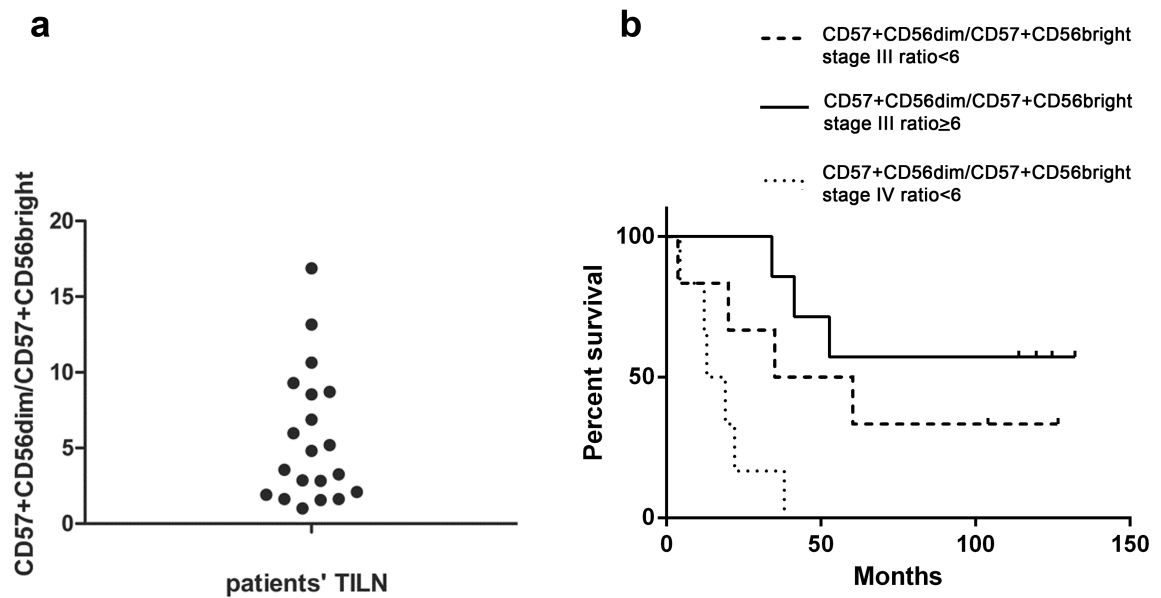 a
CD57+CD56dim/CD57+CD56bright
20
15
10
5
0
patients' TILN
b
CD57+CD56dim/CD57+CD56bright
stage III ratio<6
CD57+CD56dim/CD57+CD56bright
stage III ratio≥6
CD57+CD56dim/CD57+CD56bright
stage IV ratio<6
Percent survival
100
50
0
0 50 100 150
Months